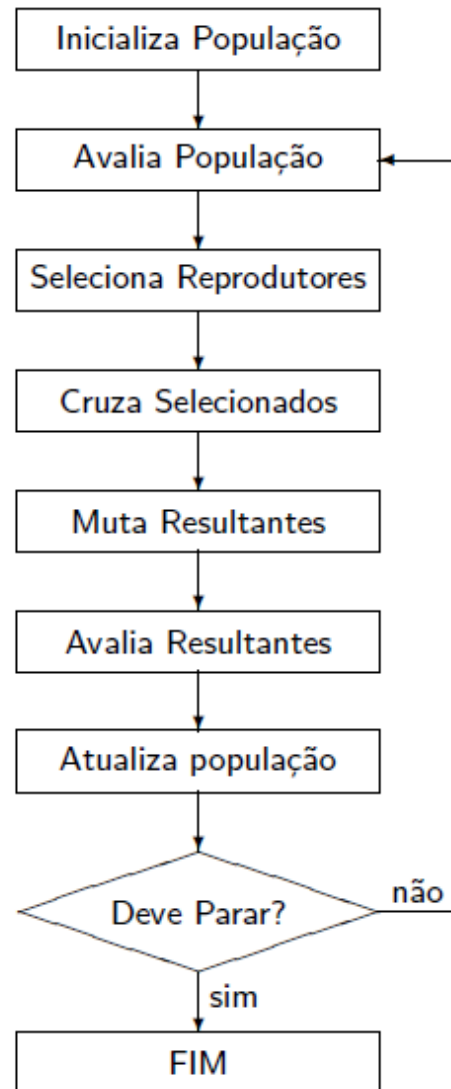 Inicializa População
Avalia População
Seleciona Reprodutores
Cruza Selecionados
Muta Resultantes
Avalia Resultantes
Atualiza população
Deve Parar?
não
sim
FIM